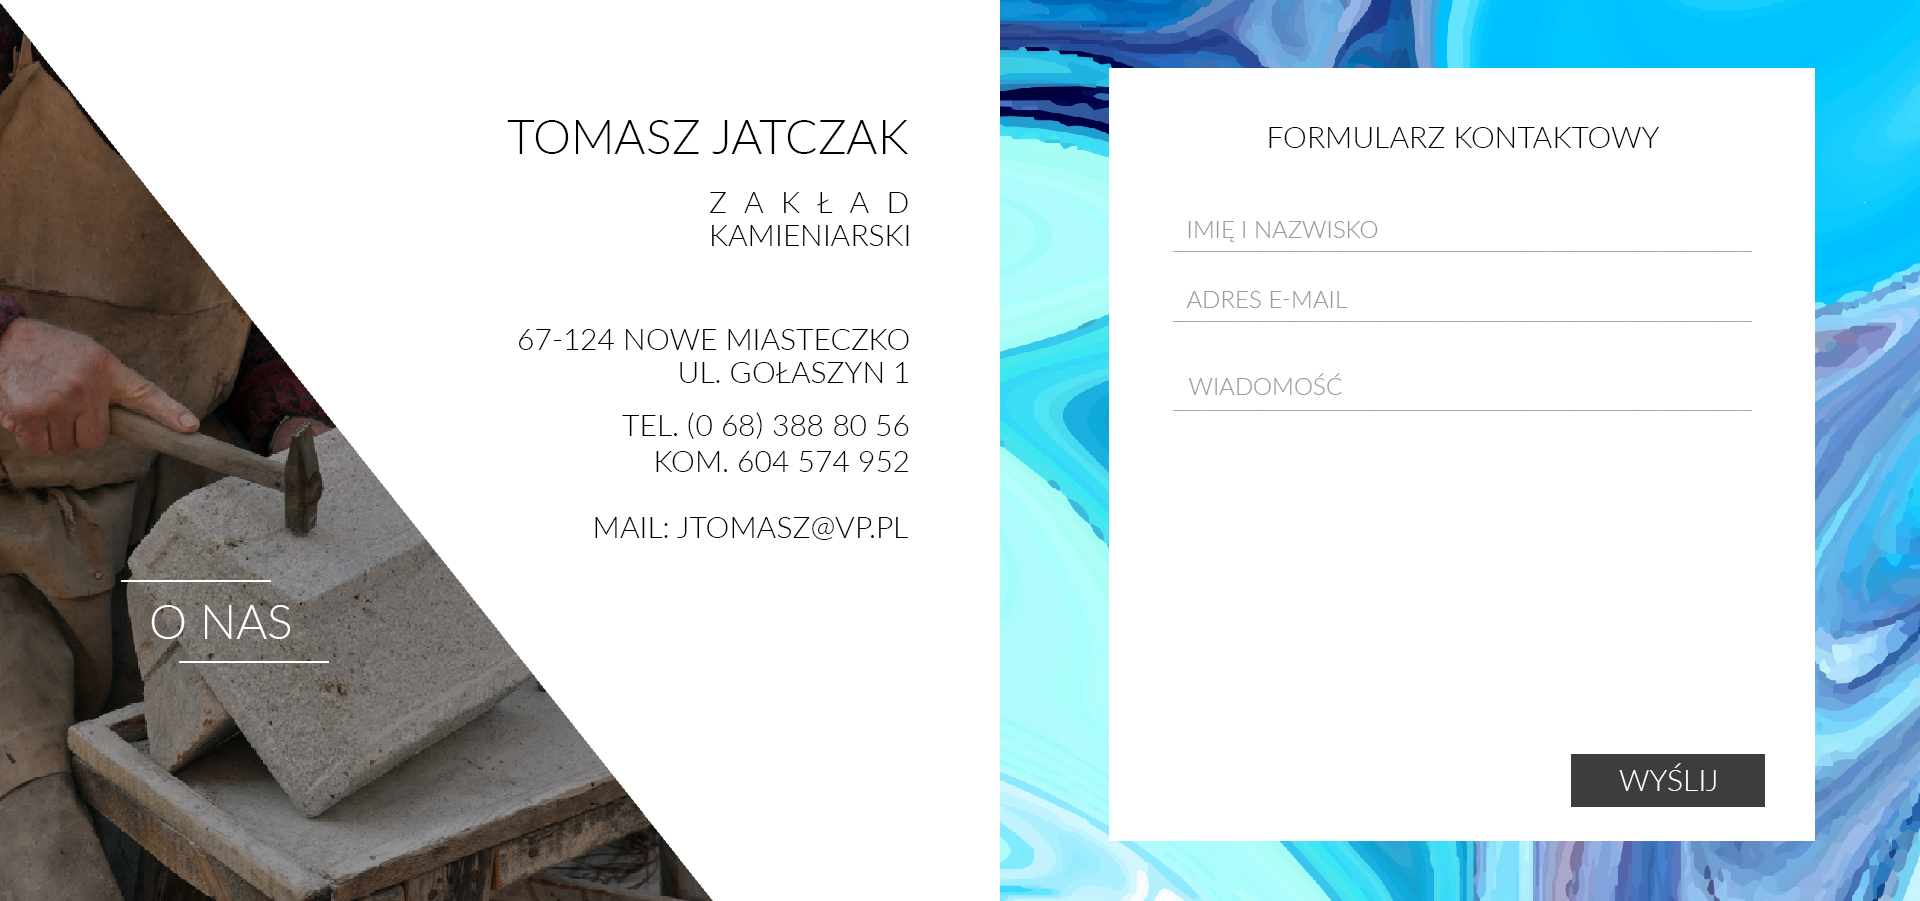 TOMASZ JATCZAK
ZAKŁAD
KAMIENIARSKI
67-124 NOWE MIASTECZKO
UL. GOŁASZYN 1
TEL. (0 68) 388 80 56
KOM. 604 574 952
MAIL: JTOMASZ@VP.PL
O NAS
FORMULARZ KONTAKTOWY
IMIĘ I NAZWISKO
ADRES E-MAIL
WIADOMOŚĆ
WYŚLIJ